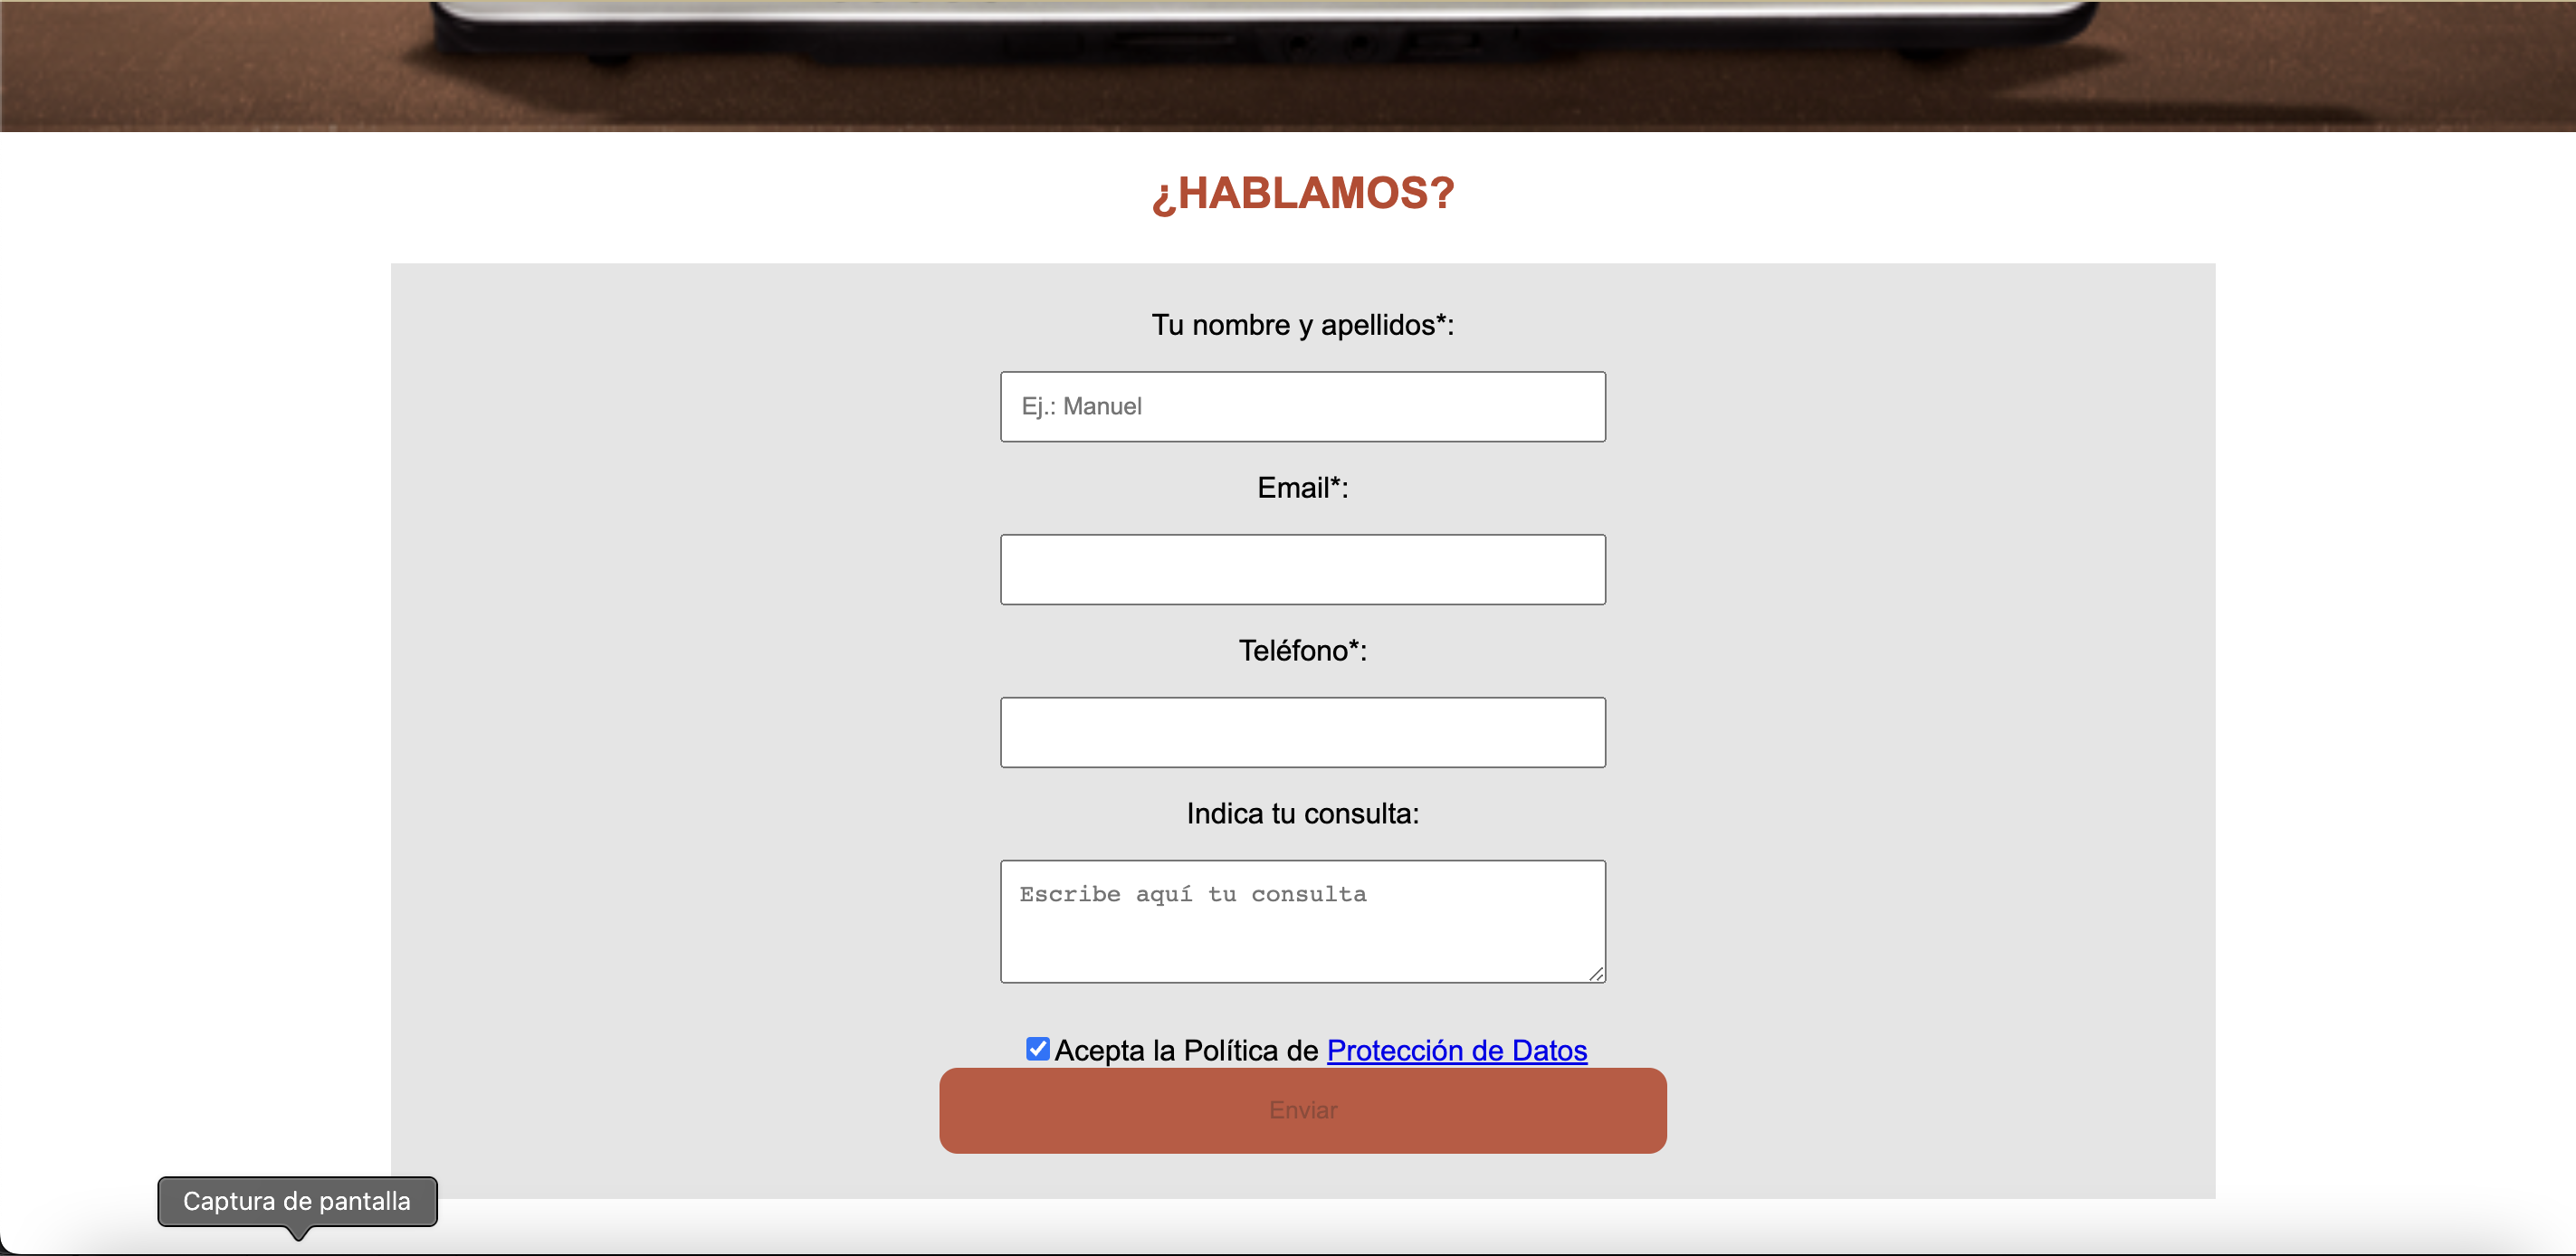 ¿HABLAMOS?
Tu nombre y apellidos*:
Ej.: Manuel
Email*:
Teléfono*:
Indica tu consulta:
Escribe aquí tu consulta
Acepta la Política de Protección de Datos
Enviar
Captura de pantalla